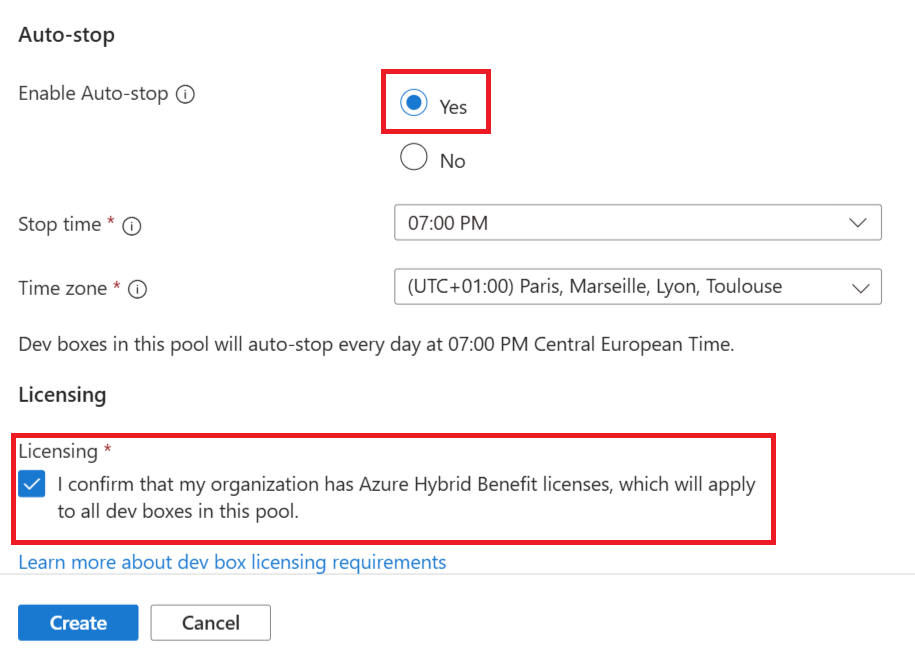 Auto-stop
Enable Auto-stop
Yes
No
Stop time *
07:00 PM
Time zone *
(UTC+01:00) Paris, Marseille, Lyon, Toulouse
Dev boxes in this pool will auto-stop every day at 07:00 PM Central European Time.
Licensing
Licensing *
I confirm that my organization has Azure Hybrid Benefit licenses, which will apply
to all dev boxes in this pool.
Learn more about dev box licensing requirements
Create
Cancel